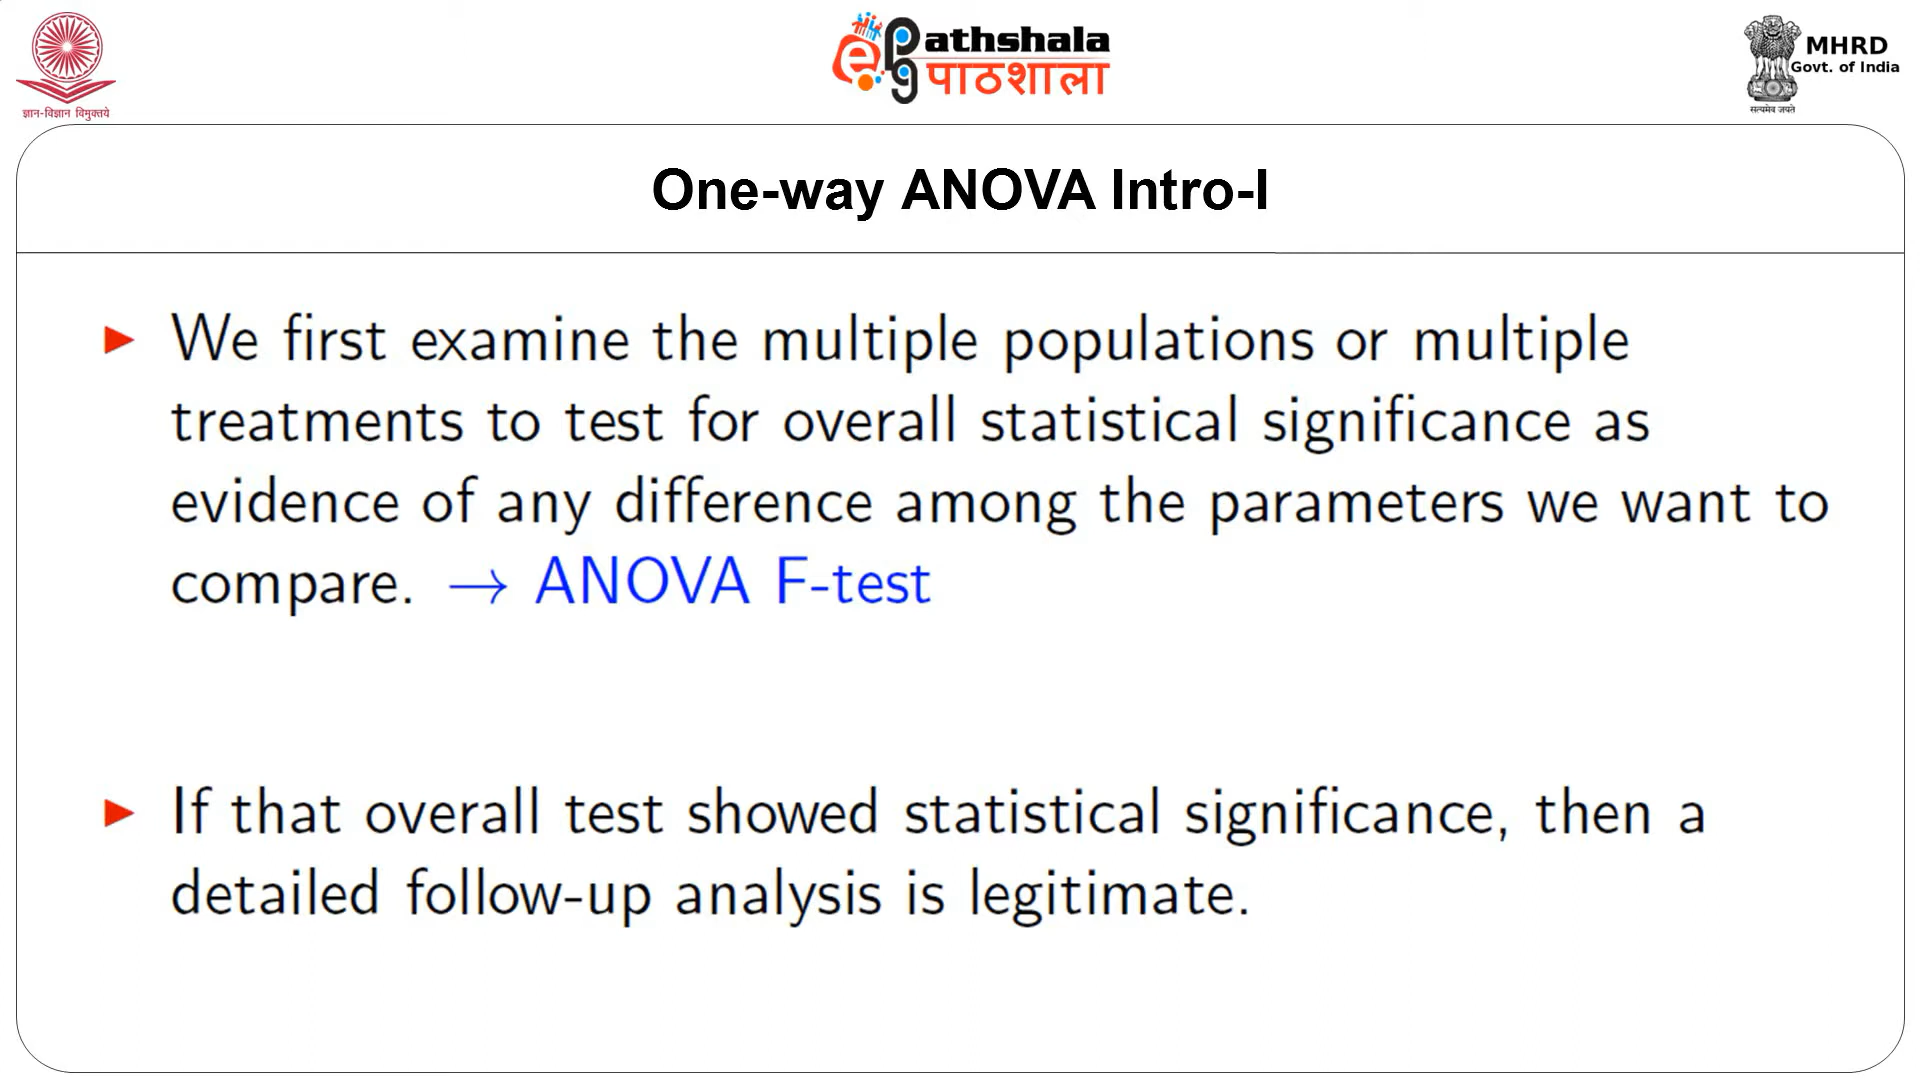 ज्ञान-विज्ञान विमुक्तये
ePathshala
पाठशाला
MHRD
Govt. of India
सत्यमेव जयते
One-way ANOVA Intro-I
We first examine the multiple populations or multiple
treatments to test for overall statistical significance as
evidence of any difference among the parameters we want to
compare. → ANOVA F-test
If that overall test showed statistical significance, then a
detailed follow-up analysis is legitimate.